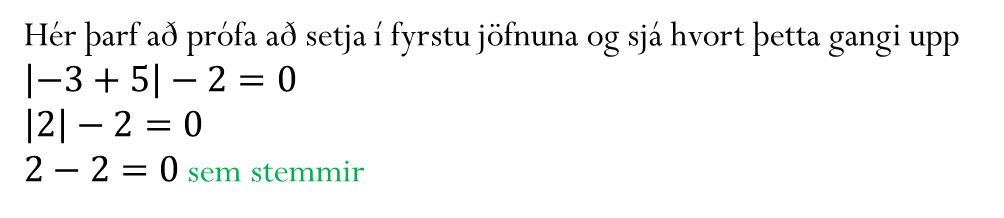 Hér þarf að prófa að setja í fyrstu jöfnuna og sjá hvort þetta gangi upp
|−3 + 5| − 2 = 0
|2| − 2 = 0
2 − 2 = 0 sem stemmir